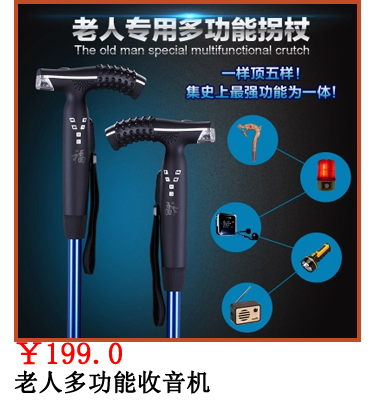 老人专用多功能拐杖
The old man special multifunctional crutch
一样顶五样!
集史上最强功能为一体!
￥199.0
老人多功能收音机